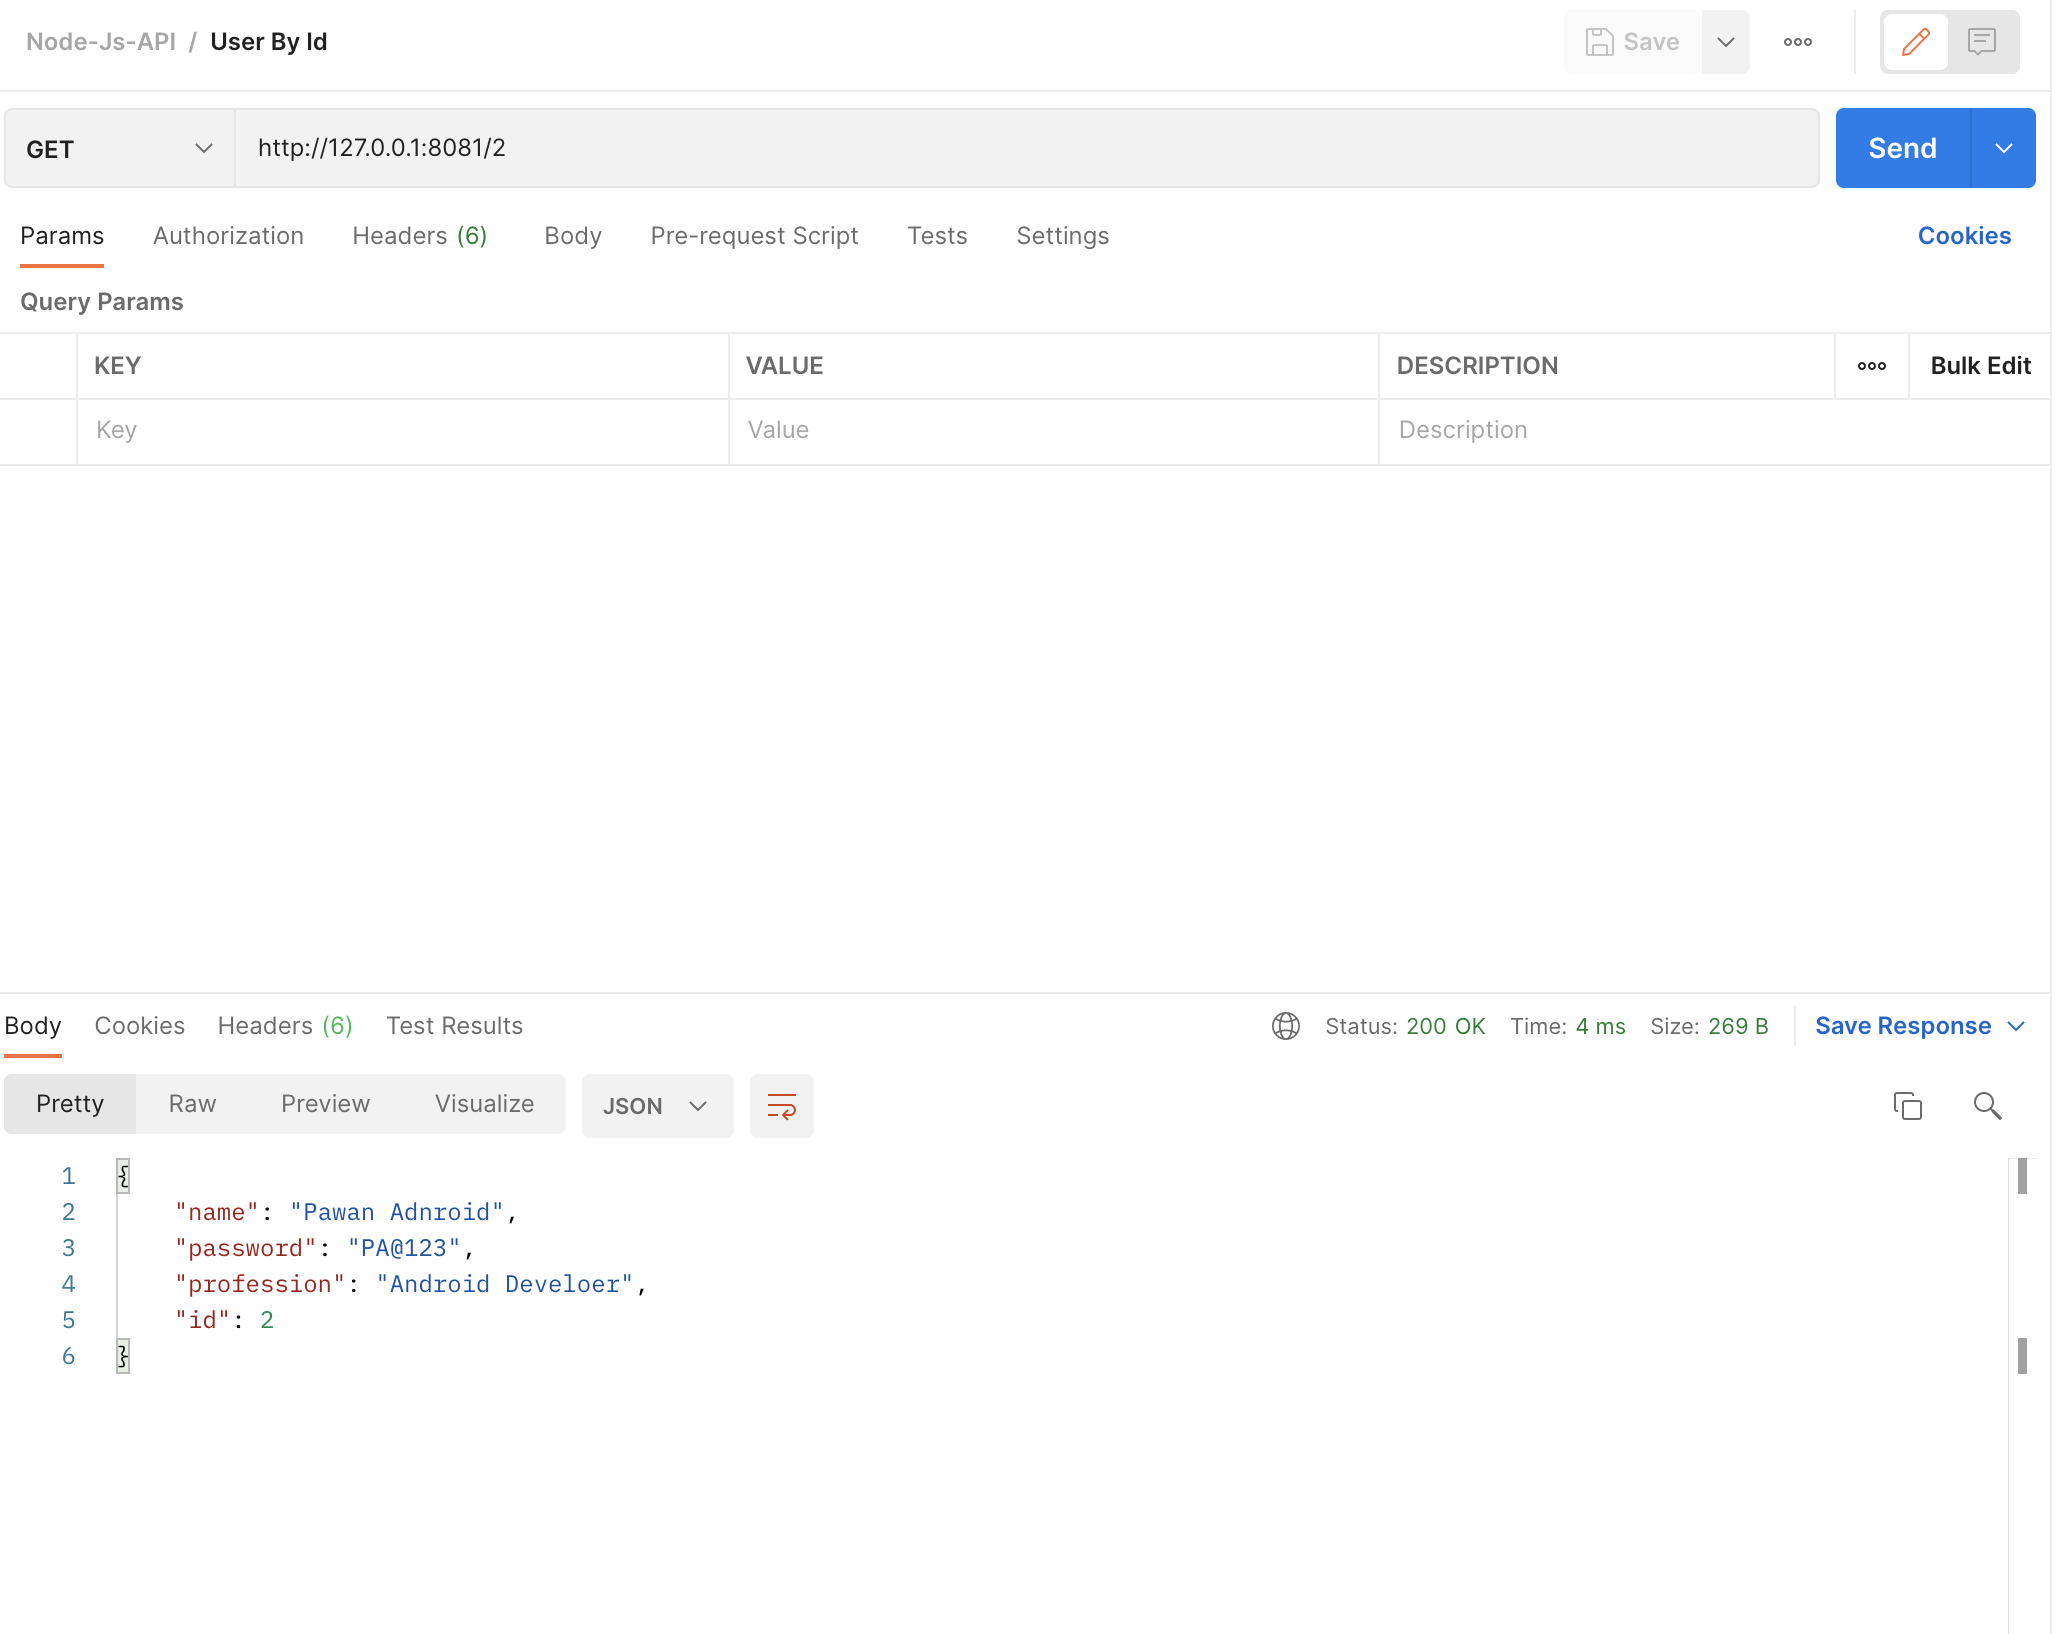 Node-Js-API / User By Id
Save
GET
http://127.0.0.1:8081/2
Send
Params Authorization Headers (6) Body Pre-request Script Tests Settings Cookies
Query Params
KEY VALUE DESCRIPTION Bulk Edit
Key Value Description
Body Cookies Headers (6) Test Results Status: 200 OK Time: 4 ms Size: 269 B Save Response
Pretty Raw Preview Visualize JSON
1 {
2 "name": "Pawan Adnroid",
3 "password": "PA@123",
4 "profession": "Android Develoer",
5 "id": 2
6 }